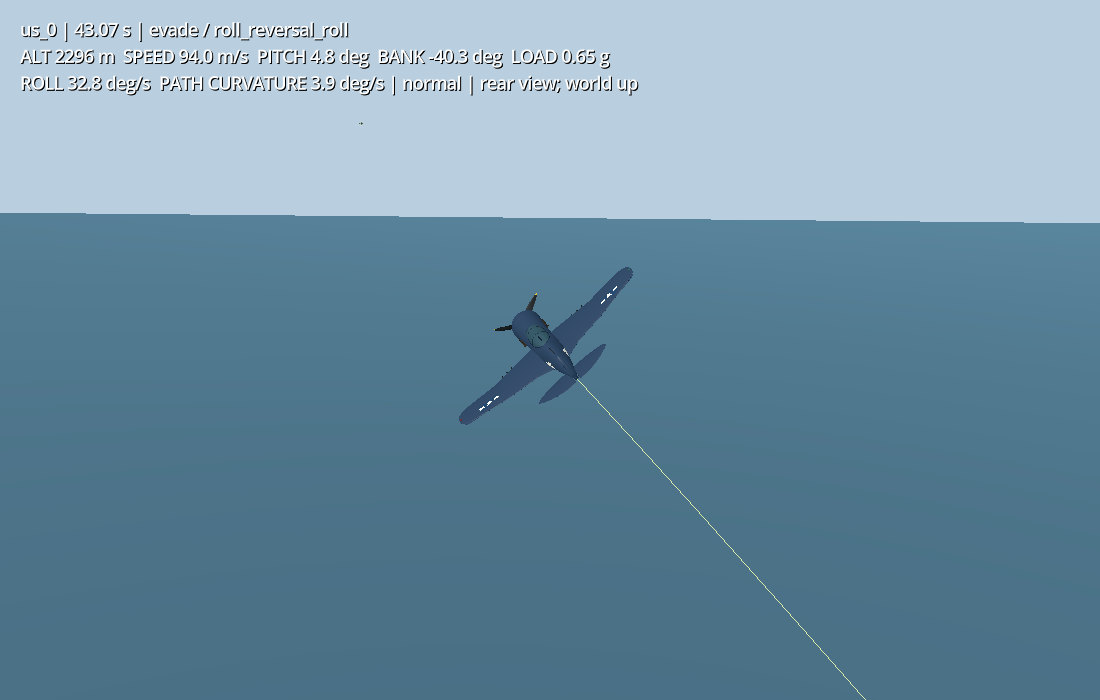 us_0 | 43.07 s | evade / roll_reversal_roll
ALT 2296 m  SPEED 94.0 m/s  PITCH 4.8 deg  BANK -40.3 deg  LOAD 0.65 g
ROLL 32.8 deg/s  PATH CURVATURE 3.9 deg/s | normal | rear view; world up